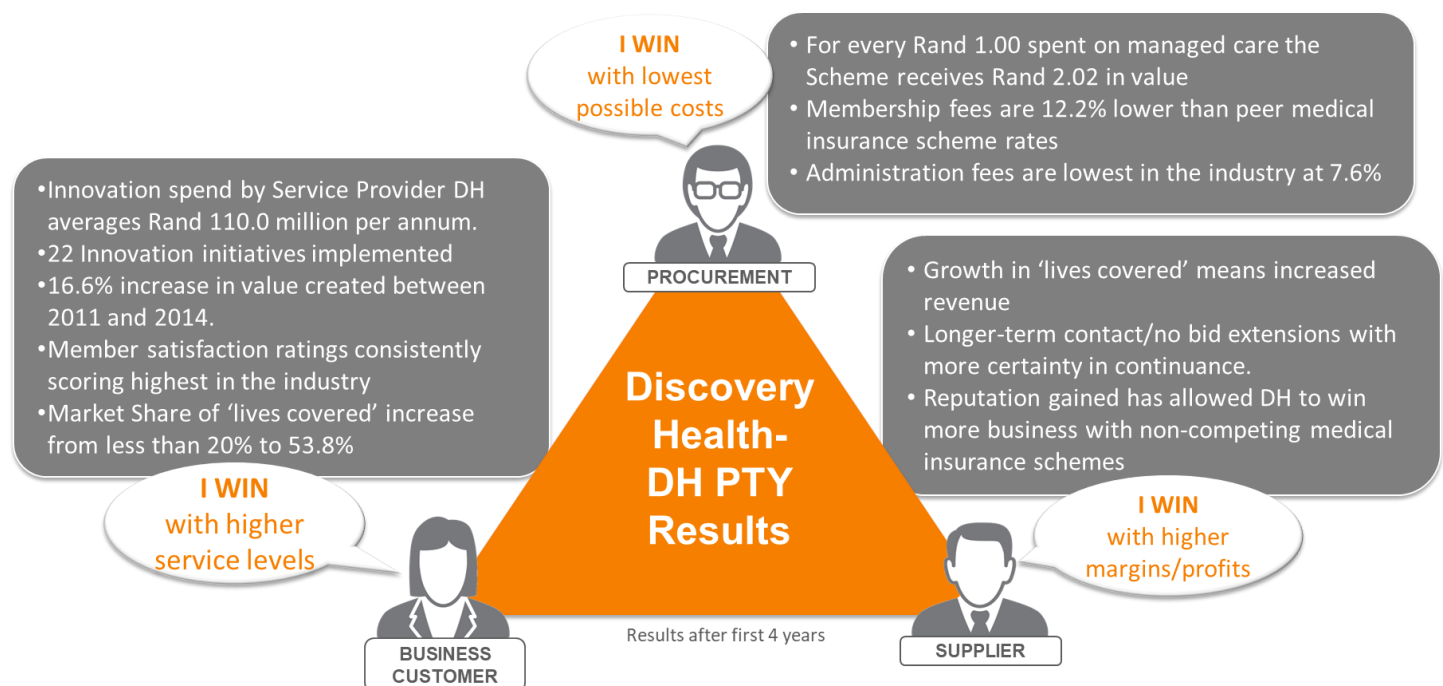 I WIN
with lowest
possible costs
• For every Rand 1.00 spent on managed care the
Scheme receives Rand 2.02 in value
• Membership fees are 12.2% lower than peer medical
insurance scheme rates
• Administration fees are lowest in the industry at 7.6%
PROCUREMENT
•Innovation spend by Service Provider DH
averages Rand 110.0 million per annum.
•22 Innovation initiatives implemented
•16.6% increase in value created between
2011 and 2014.
•Member satisfaction ratings consistently
scoring highest in the industry
•Market Share of ‘lives covered’ increase
from less than 20% to 53.8%
I WIN
with higher
service levels
BUSINESS
CUSTOMER
Discovery
Health-
DH PTY
Results
Results after first 4 years
• Growth in ‘lives covered’ means increased
revenue
• Longer-term contact/no bid extensions with
more certainty in continuance.
• Reputation gained has allowed DH to win
more business with non-competing medical
insurance schemes
I WIN
with higher
margins/profits
SUPPLIER